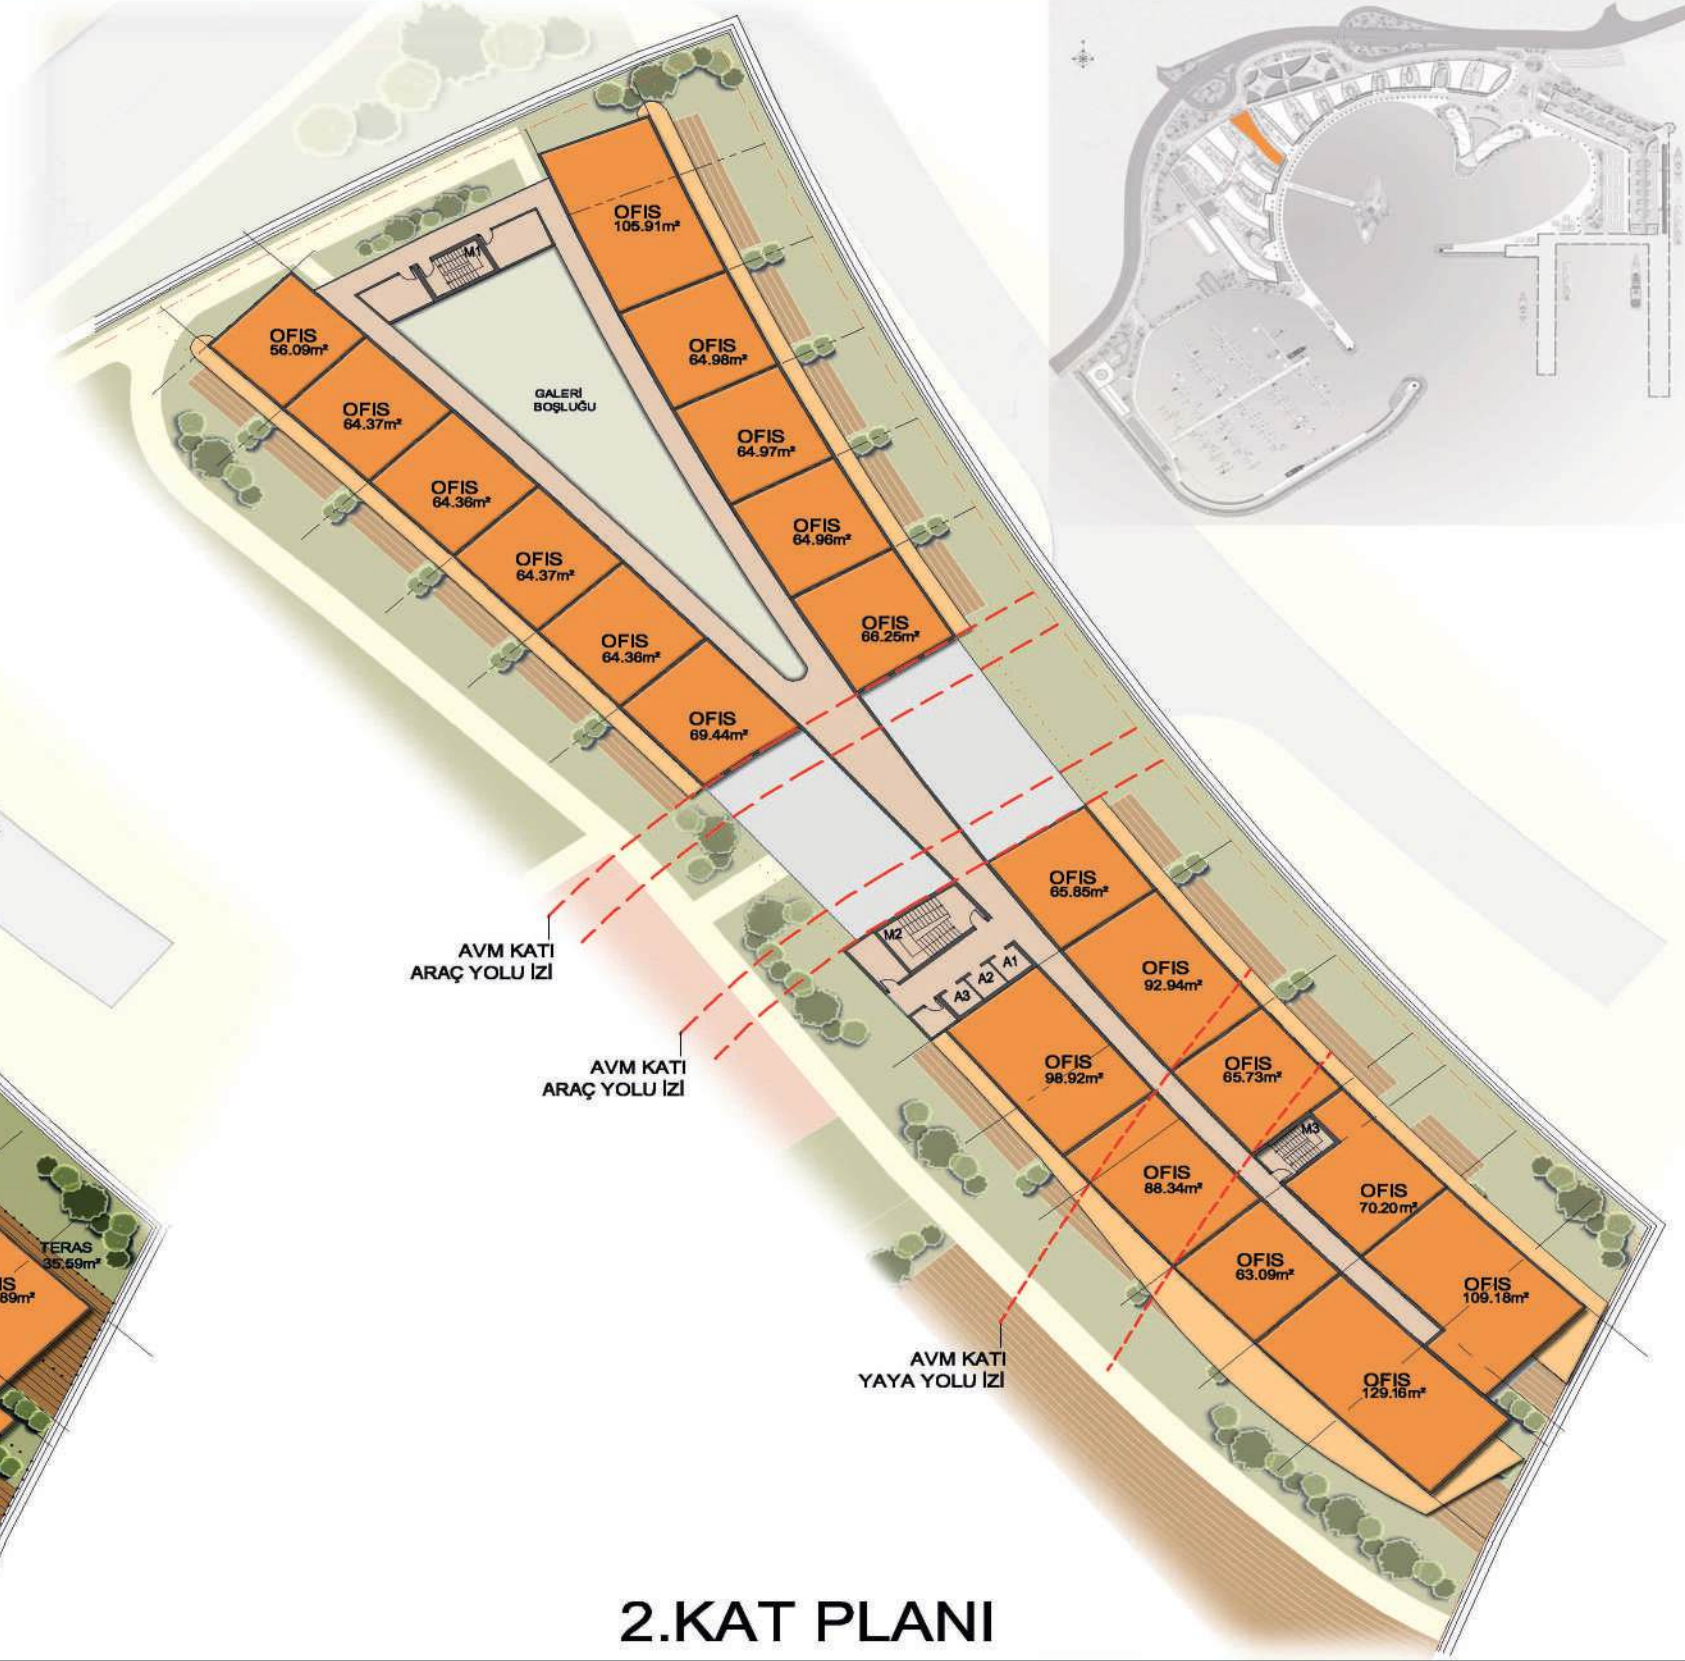 OFIS
105.91m²
M1
OFIS
56.09m²
OFIS
64.98m²
GALERİ
BOŞLUĞU
OFIS
64.37m²
OFIS
64.97m²
OFIS
64.36m²
OFIS
64.96m²
OFIS
64.37m²
OFIS
66.25m²
OFIS
64.36m²
OFIS
69.44m²
OFIS
65.85m²
M2
AVM KATI
ARAÇ YOLU İZİ
A1
A2
A3
OFIS
92.94m²
AVM KATI
ARAÇ YOLU İZİ
OFIS
98.92m²
OFIS
65.73m²
M3
OFIS
88.34m²
OFIS
70.20m²
TERAS
35.59m²
IS
89m²
OFIS
63.09m²
OFIS
109.18m²
AVM KATI
YAYA YOLU İZİ
OFIS
129.16m²
2.KAT PLANI